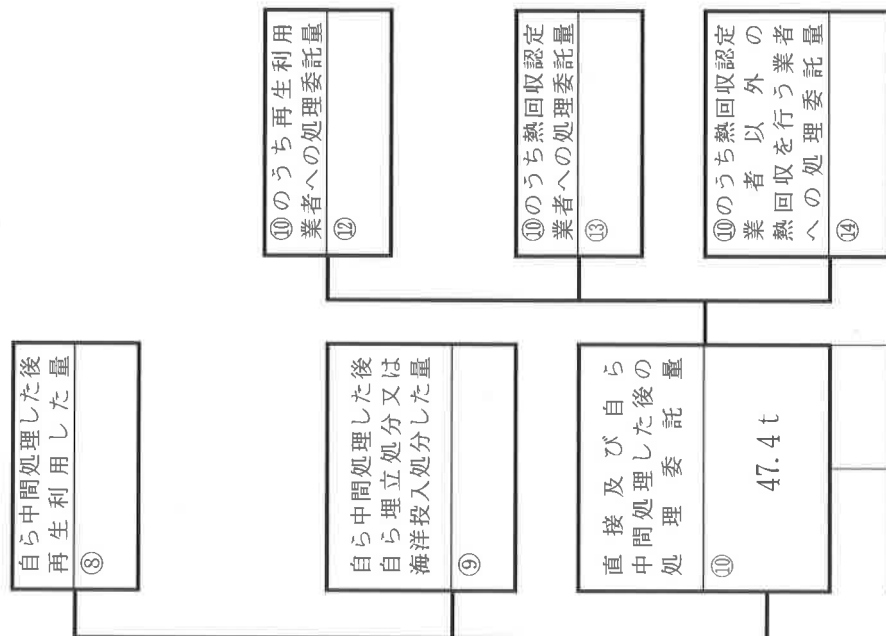 自ら中間処理した後
再生利用した量
⑧
自ら中間処理した後
自ら埋立処分又は
海洋投入処分した量
⑨
直接及び自ら
中間処理した後の
処理委託量
⑩
47.4t
⑩のうち再生利用
業者への処理委託量
⑫
⑩のうち熱回収認定
業者への処理委託量
⑬
⑩のうち熱回収認定
業者以外の
熱回収を行う業者
への処理委託量
⑭